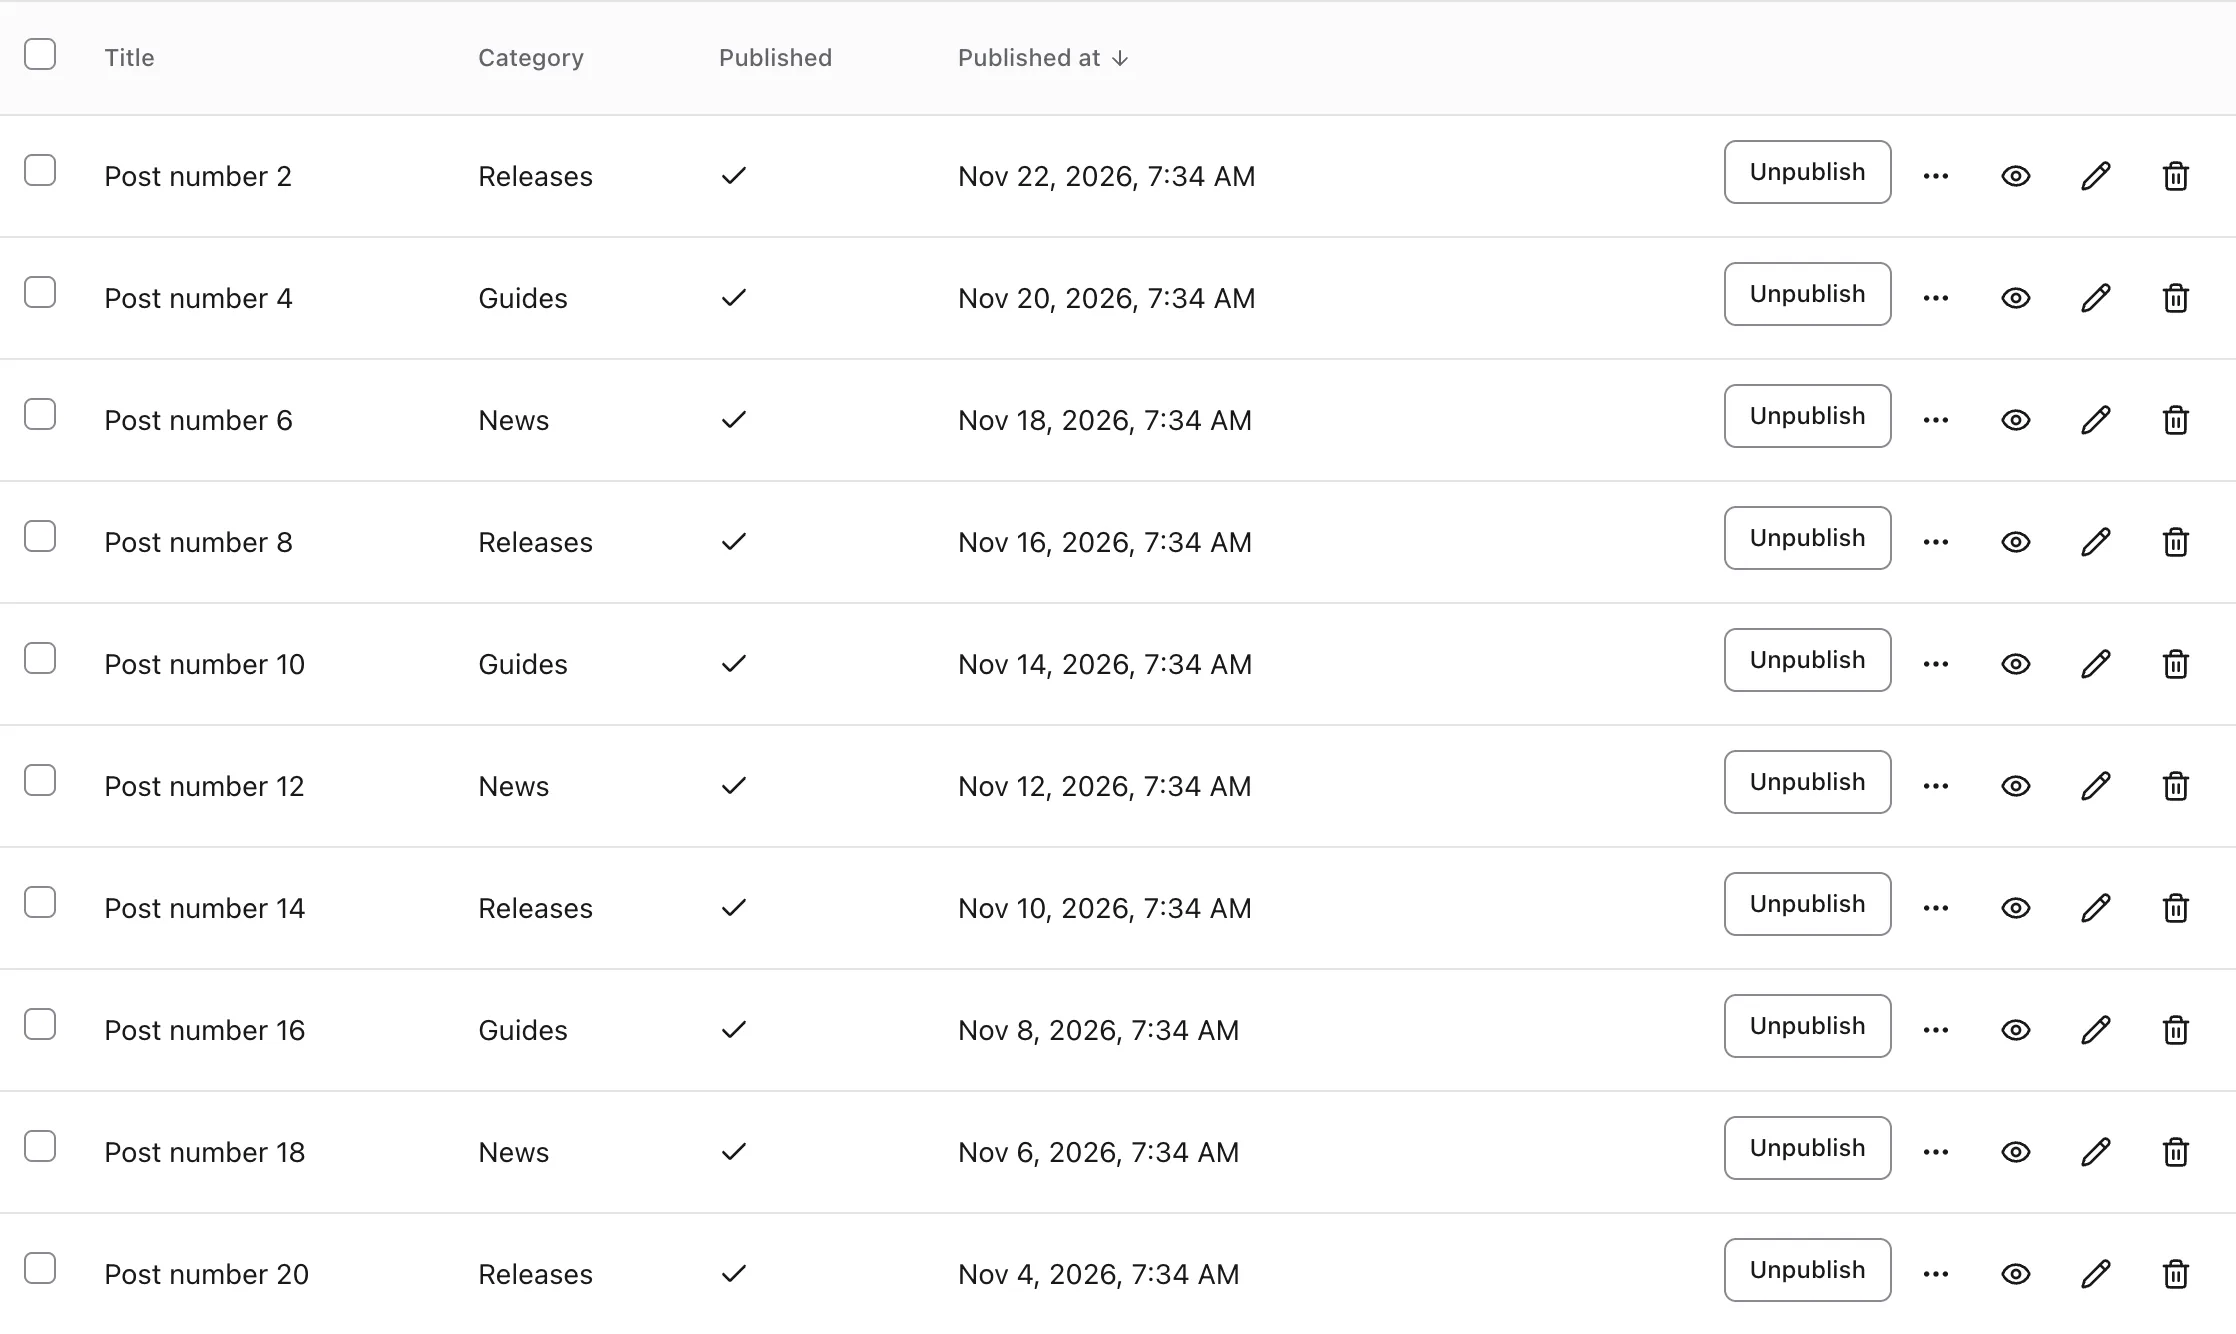 Title Category Published Published at ↓
Post number 2 Releases ✓ Nov 22, 2026, 7:34 AM Unpublish
Post number 4 Guides ✓ Nov 20, 2026, 7:34 AM Unpublish
Post number 6 News ✓ Nov 18, 2026, 7:34 AM Unpublish
Post number 8 Releases ✓ Nov 16, 2026, 7:34 AM Unpublish
Post number 10 Guides ✓ Nov 14, 2026, 7:34 AM Unpublish
Post number 12 News ✓ Nov 12, 2026, 7:34 AM Unpublish
Post number 14 Releases ✓ Nov 10, 2026, 7:34 AM Unpublish
Post number 16 Guides ✓ Nov 8, 2026, 7:34 AM Unpublish
Post number 18 News ✓ Nov 6, 2026, 7:34 AM Unpublish
Post number 20 Releases ✓ Nov 4, 2026, 7:34 AM Unpublish